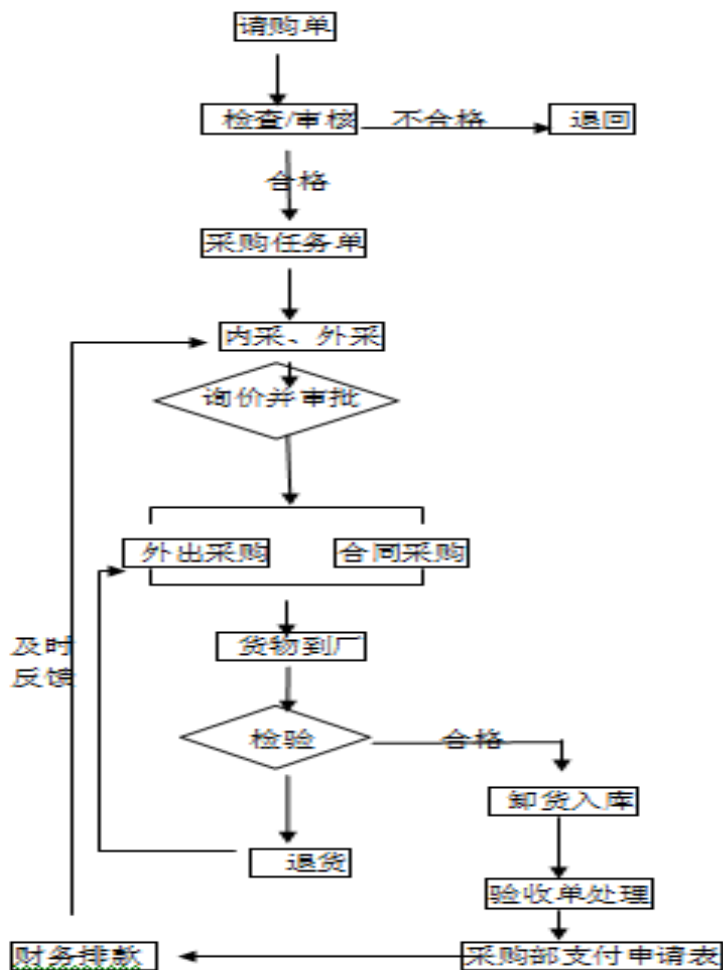 请购单
检查/审核
不合格
退回
合格
采购任务单
内采、外采
询价并审批
外出采购
合同采购
货物到厂
及时
反馈
检验
合格
卸货入库
退货
验收单处理
财务排款
采购部支付申请表